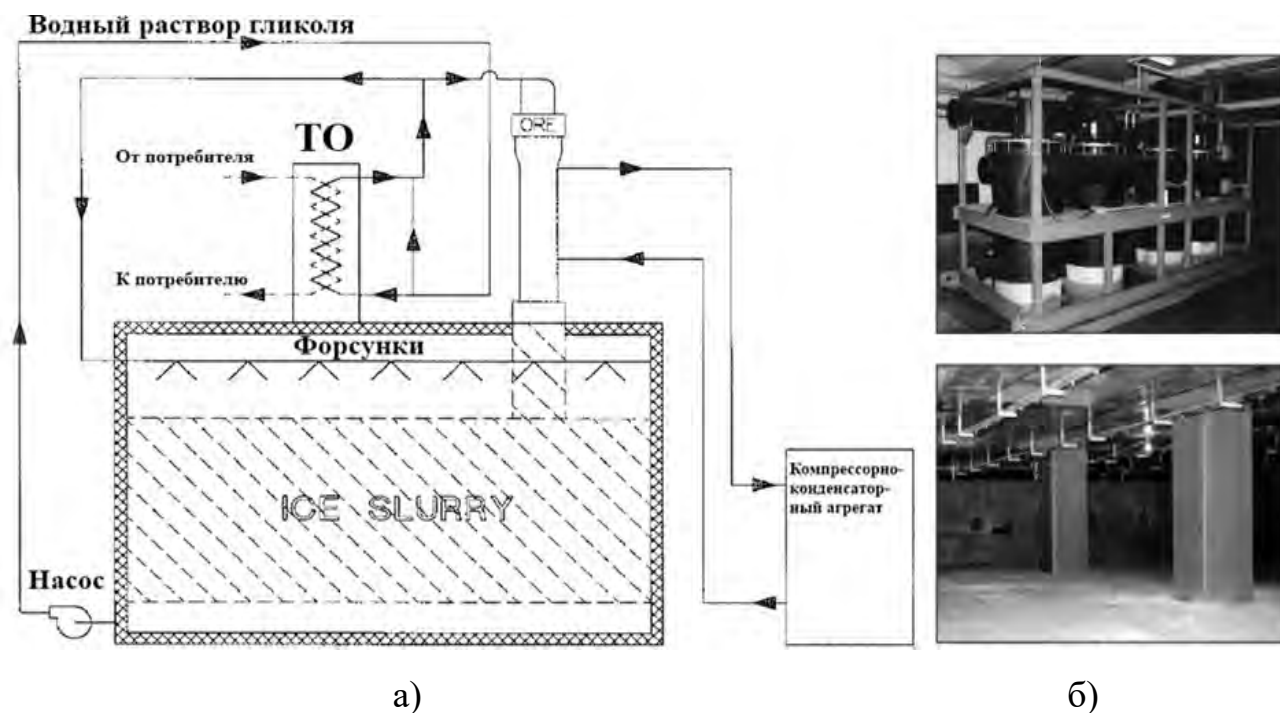 Водный раствор гликоля
ORE
ТО
От потребителя
К потребителю
Форсунки
ICE SLURRY
Компрессорно-
конденсатор-
ный агрегат
Насос
а)
б)